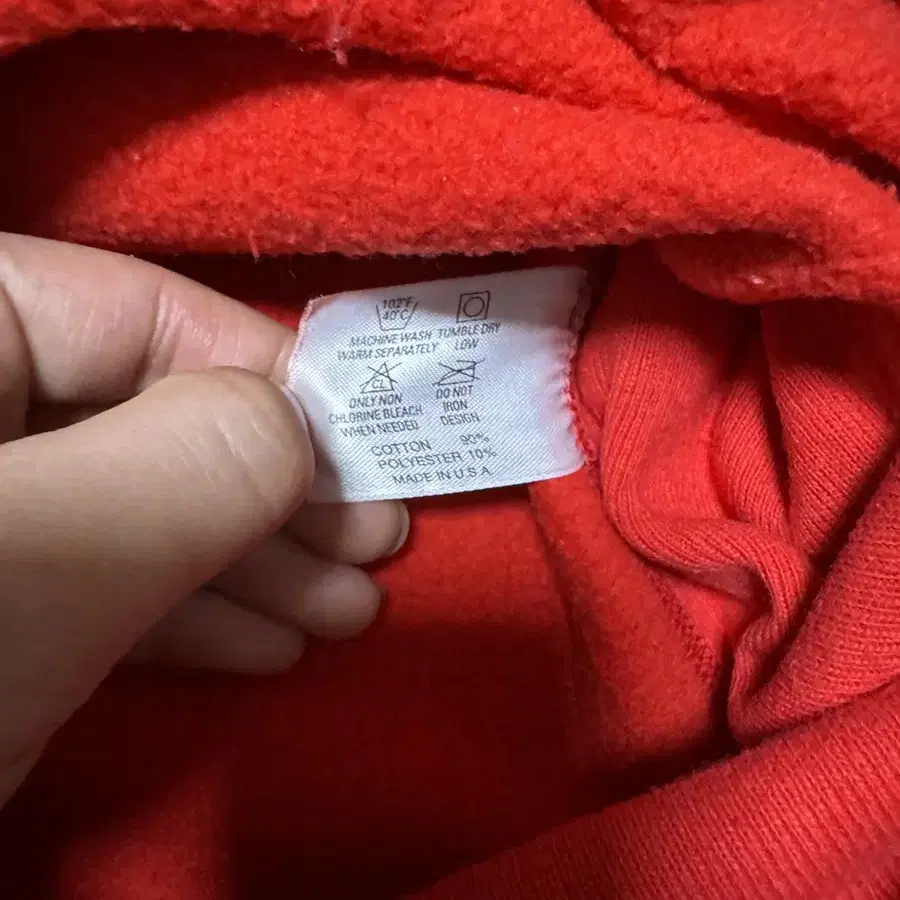 102°F
40°C
MACHINE WASH TUMBLE DRY
WARM SEPARATELY LOW
CL
ONLY NON DO NOT
CHLORINE BLEACH IRON
WHEN NEEDED DESIGN
COTTON 90%
POLYESTER 10%
MADE IN U.S.A